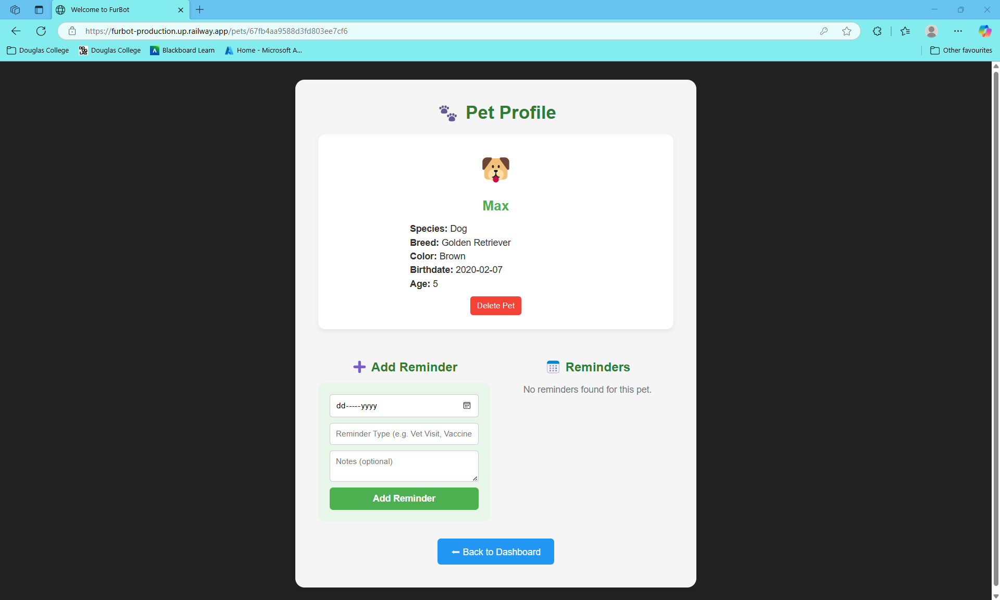 Welcome to FurBot
https://furbot-production.up.railway.app/pets/67fb4aa9588d3fd803ee7cf6
Douglas College
Douglas College
Blackboard Learn
Home - Microsoft A...
Other favourites
Pet Profile
Max
Species: Dog
Breed: Golden Retriever
Color: Brown
Birthdate: 2020-02-07
Age: 5
Delete Pet
Add Reminder
dd-----yyyy
Reminder Type (e.g. Vet Visit, Vaccine
Notes (optional)
Add Reminder
Reminders
No reminders found for this pet.
⬅ Back to Dashboard